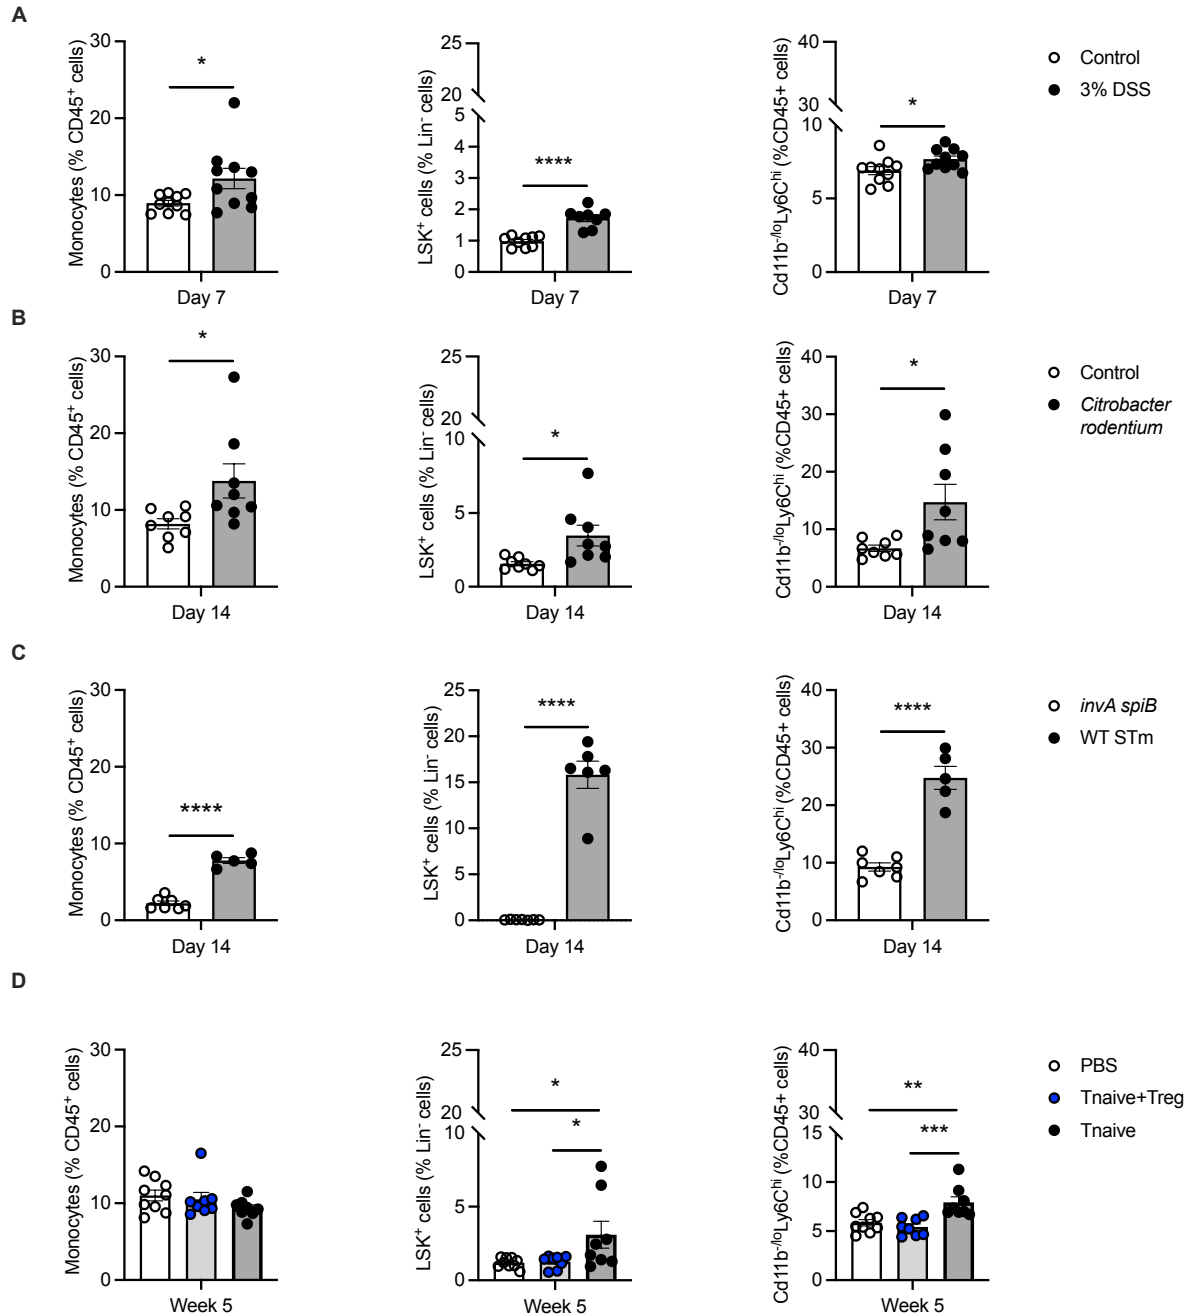 A
Monocytes (% CD45⁺ cells)
30
20
10
0
*
Day 7
LSK⁺ cells (% Lin⁻ cells)
25
20
5
4
3
2
1
0
****
Day 7
Cd11b⁻/ˡᵒLy6Cʰⁱ (%CD45+ cells)
40
30
10
5
0
*
Day 7
Control
3% DSS
B
Monocytes (% CD45⁺ cells)
30
20
10
0
*
Day 14
LSK⁺ cells (% Lin⁻ cells)
25
20
10
5
0
*
Day 14
Cd11b⁻/ˡᵒLy6Cʰⁱ (%CD45+ cells
40
30
20
10
0
*
Day 14
Control
Citrobacter
rodentium
C
Monocytes (% CD45⁺ cells)
30
20
10
0
****
Day 14
LSK⁺ cells (% Lin⁻ cells)
25
20
15
10
5
0
****
Day 14
Cd11b⁻/ˡᵒLy6Cʰⁱ (%CD45+ cells
40
30
20
10
0
****
Day 14
invA spiB
WT STm
D
Monocytes (% CD45⁺ cells)
30
20
10
0
Week 5
LSK⁺ cells (% Lin⁻ cells)
25
20
10
5
0
*
*
Week 5
Cd11b⁻/ˡᵒLy6Cʰⁱ (%CD45+ cells)
40
30
15
10
5
0
**
***
Week 5
PBS
Tnaive+Treg
Tnaive